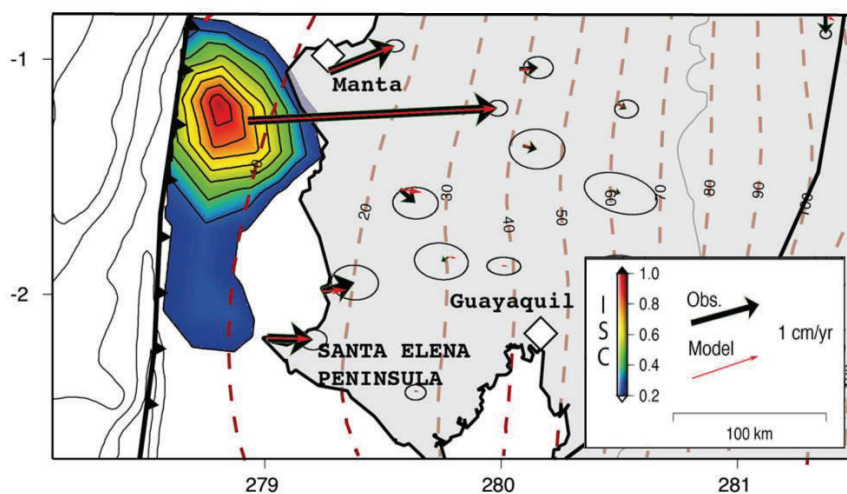 -1
-2
Manta
Guayaquil
SANTA ELENA
PENINSULA
20
30
40
50
60
70
80
90
100
I
S
C
1.0
0.8
0.6
0.4
0.2
Obs.
Model
1 cm/yr
100 km
279
280
281